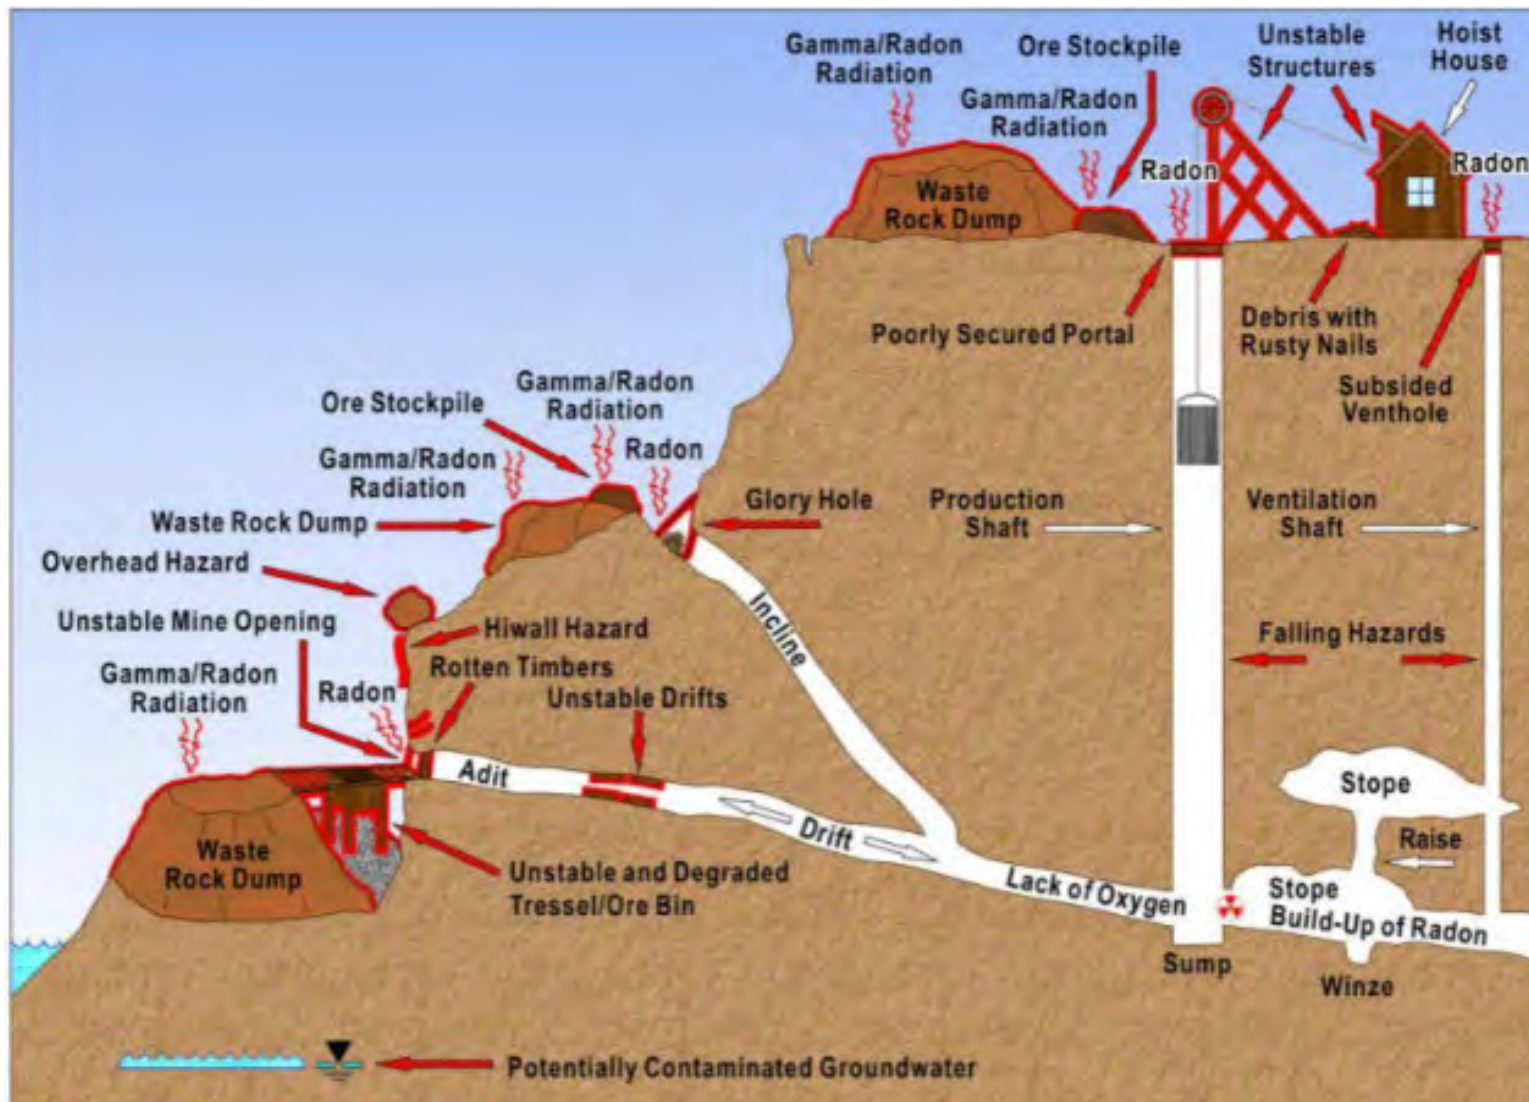 Gamma/Radon
Radiation
Ore Stockpile
Unstable
Structures
Hoist
House
Gamma/Radon
Radiation
Radon
Radon
Waste
Rock Dump
Poorly Secured Portal
Debris with
Rusty Nails
Subsided
Venthole
Gamma/Radon
Radiation
Ore Stockpile
Radon
Gamma/Radon
Radiation
Waste Rock Dump
Glory Hole
Production
Shaft
Ventilation
Shaft
Overhead Hazard
Unstable Mine Opening
Hiwall Hazard
Incline
Falling Hazards
Gamma/Radon
Radiation
Radon
Rotten Timbers
Unstable Drifts
Adit
Stope
Drift
Raise
Waste
Rock Dump
Unstable and Degraded
Tressel/Ore Bin
Lack of Oxygen
Stope
Build-Up of Radon
Sump
Winze
Potentially Contaminated Groundwater